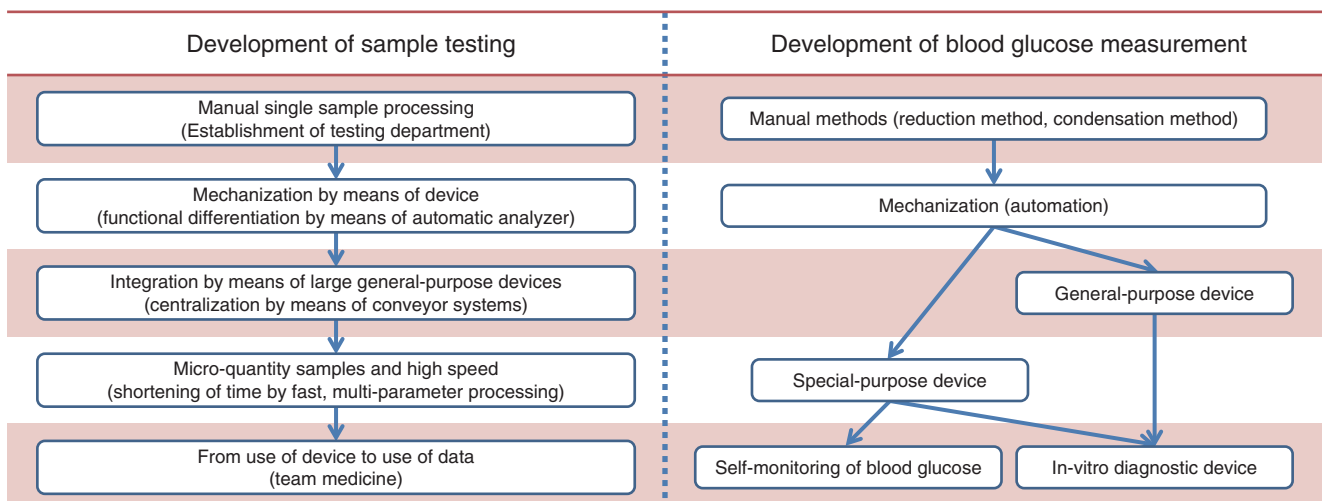 Development of sample testing
Manual single sample processing
(Establishment of testing department)
Mechanization by means of device
(functional differentiation by means of automatic analyzer)
Integration by means of large general-purpose devices
(centralization by means of conveyor systems)
Micro-quantity samples and high speed
(shortening of time by fast, multi-parameter processing)
From use of device to use of data
(team medicine)
Development of blood glucose measurement
Manual methods (reduction method, condensation method)
Mechanization (automation)
General-purpose device
Special-purpose device
Self-monitoring of blood glucose
In-vitro diagnostic device